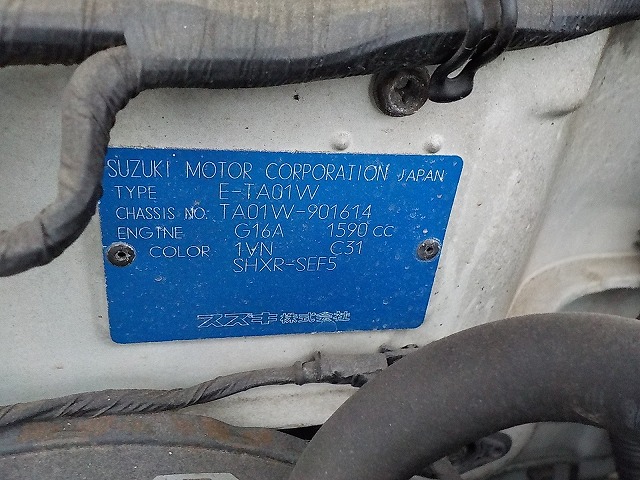 SUZUKI MOTOR CORPORATION JAPAN
TYPE E-TA01W
CHASSIS NO. TA01W-901614
ENGINE G16A 1590 cc
COLOR 1VN C31
SHXR-SEF5
スズキ株式会社